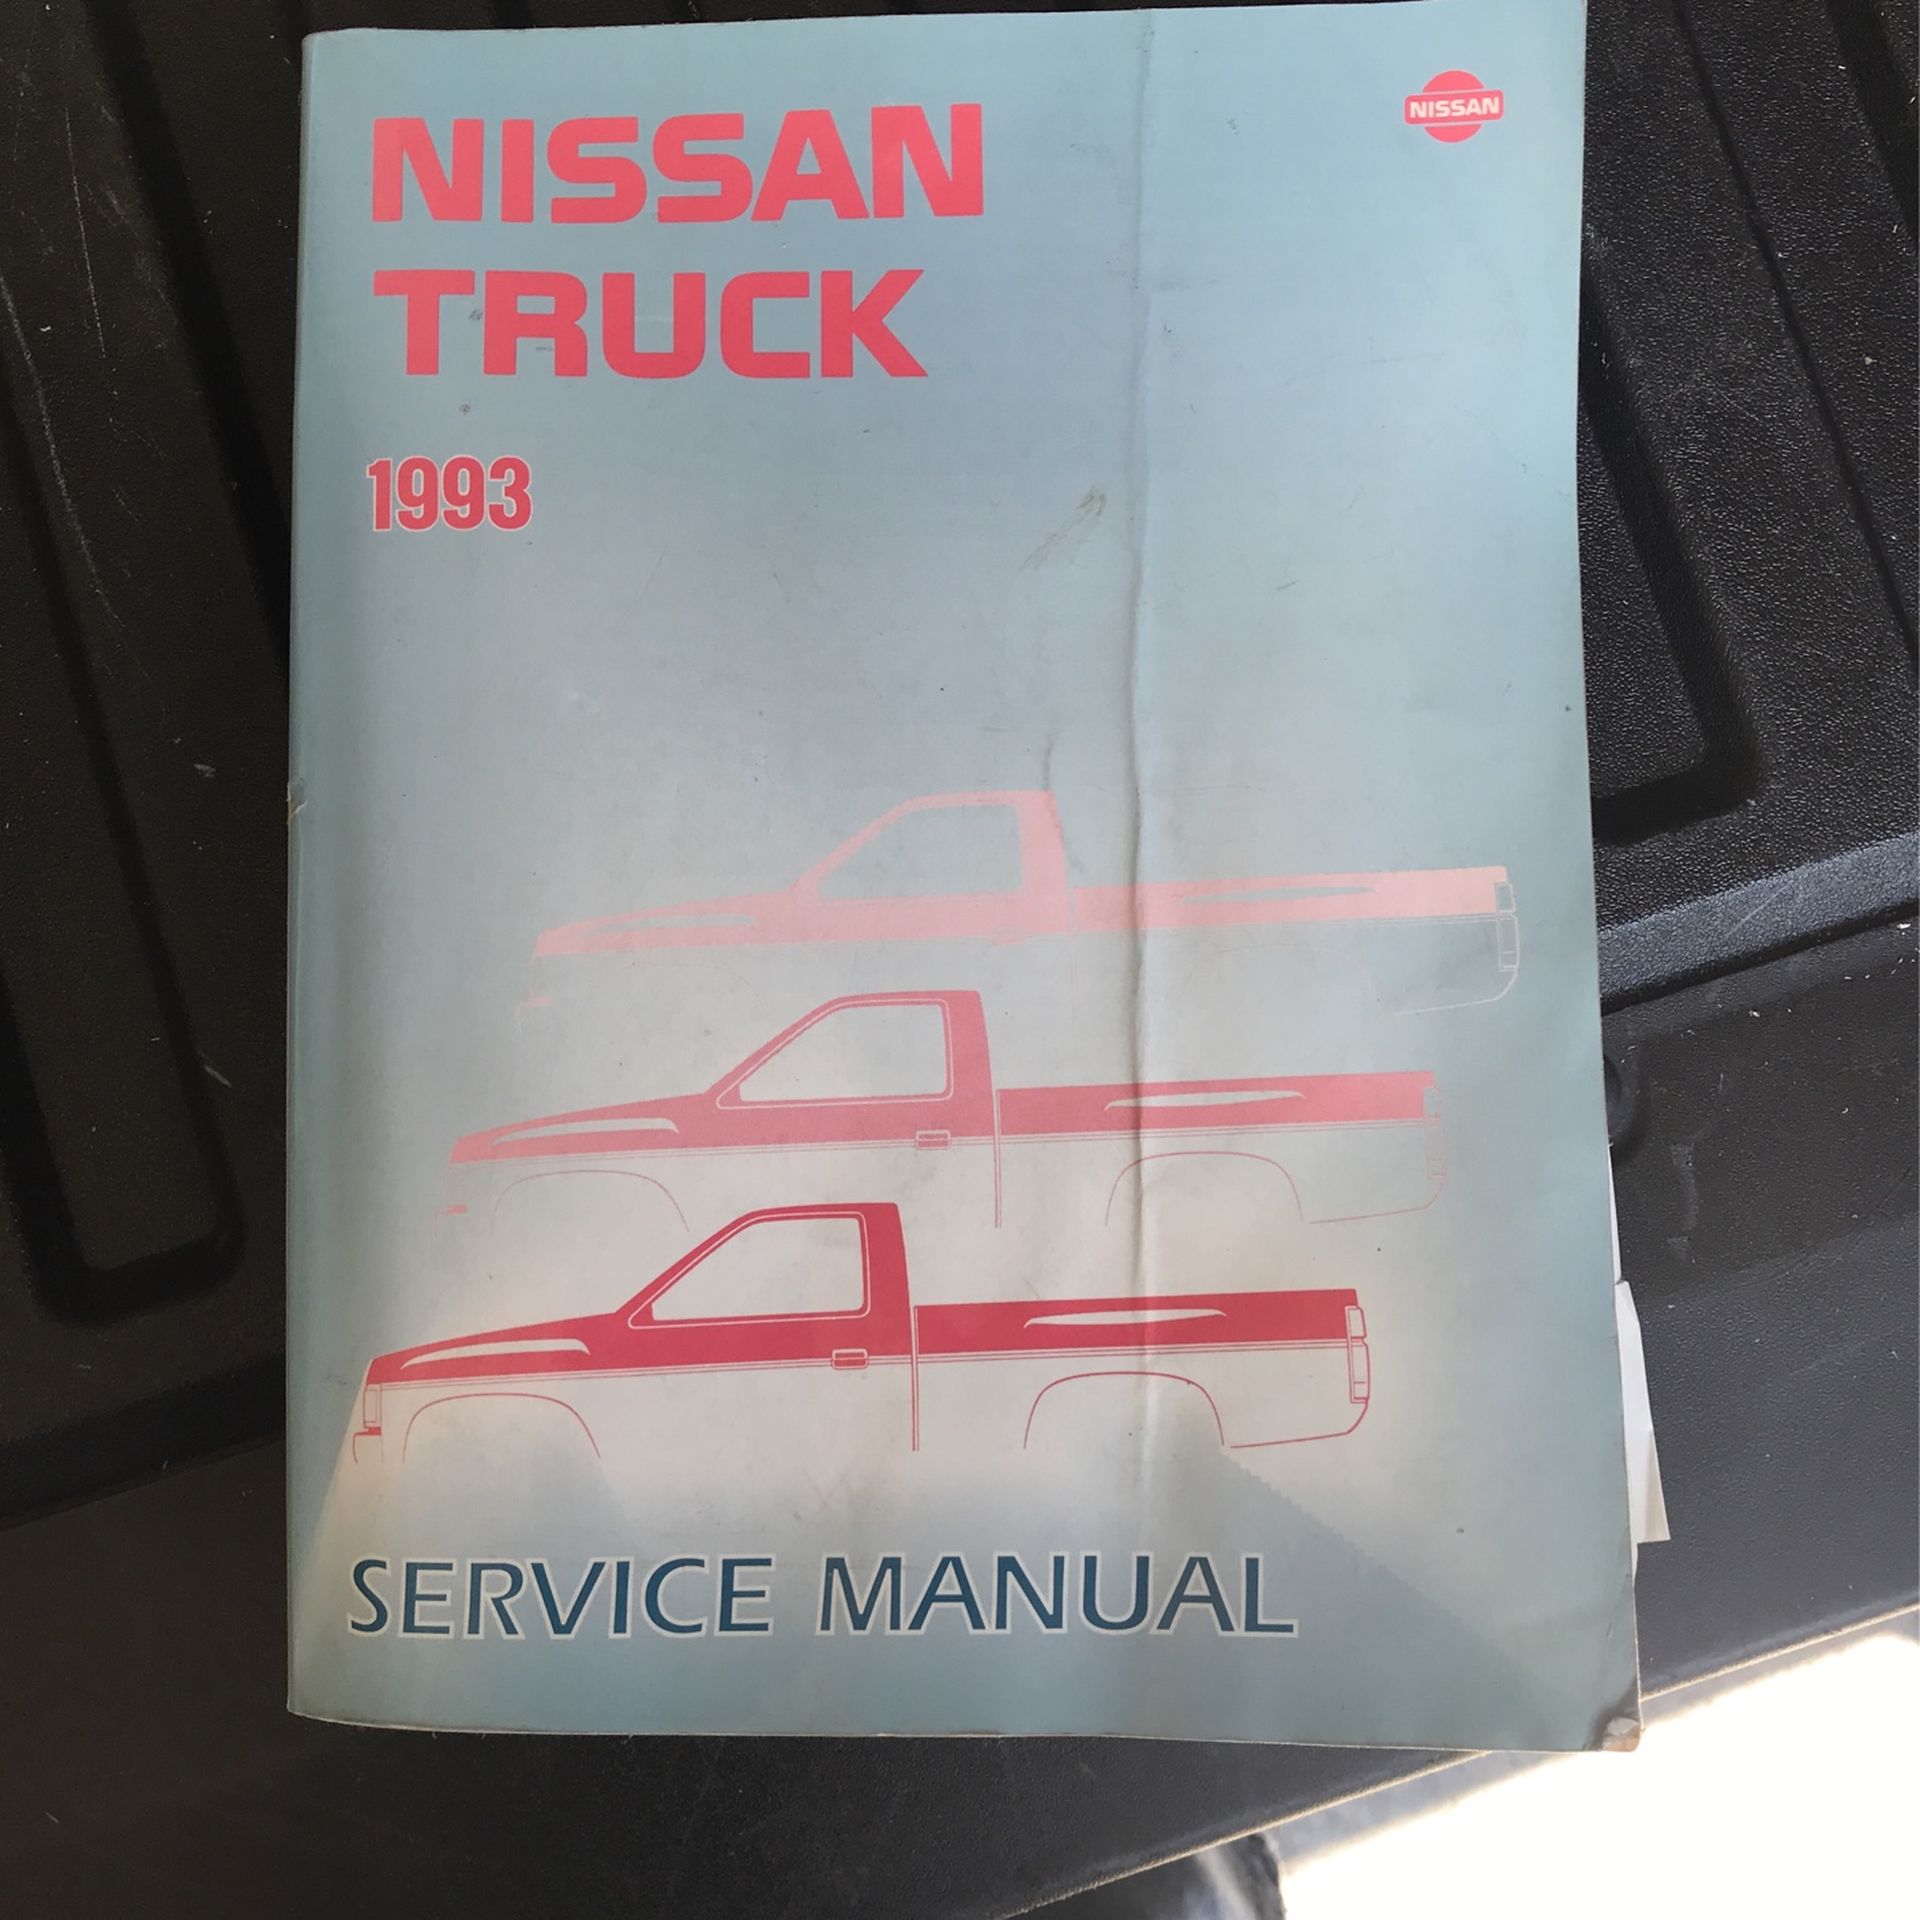 NISSAN
NISSAN
TRUCK
1993
SERVICE MANUAL